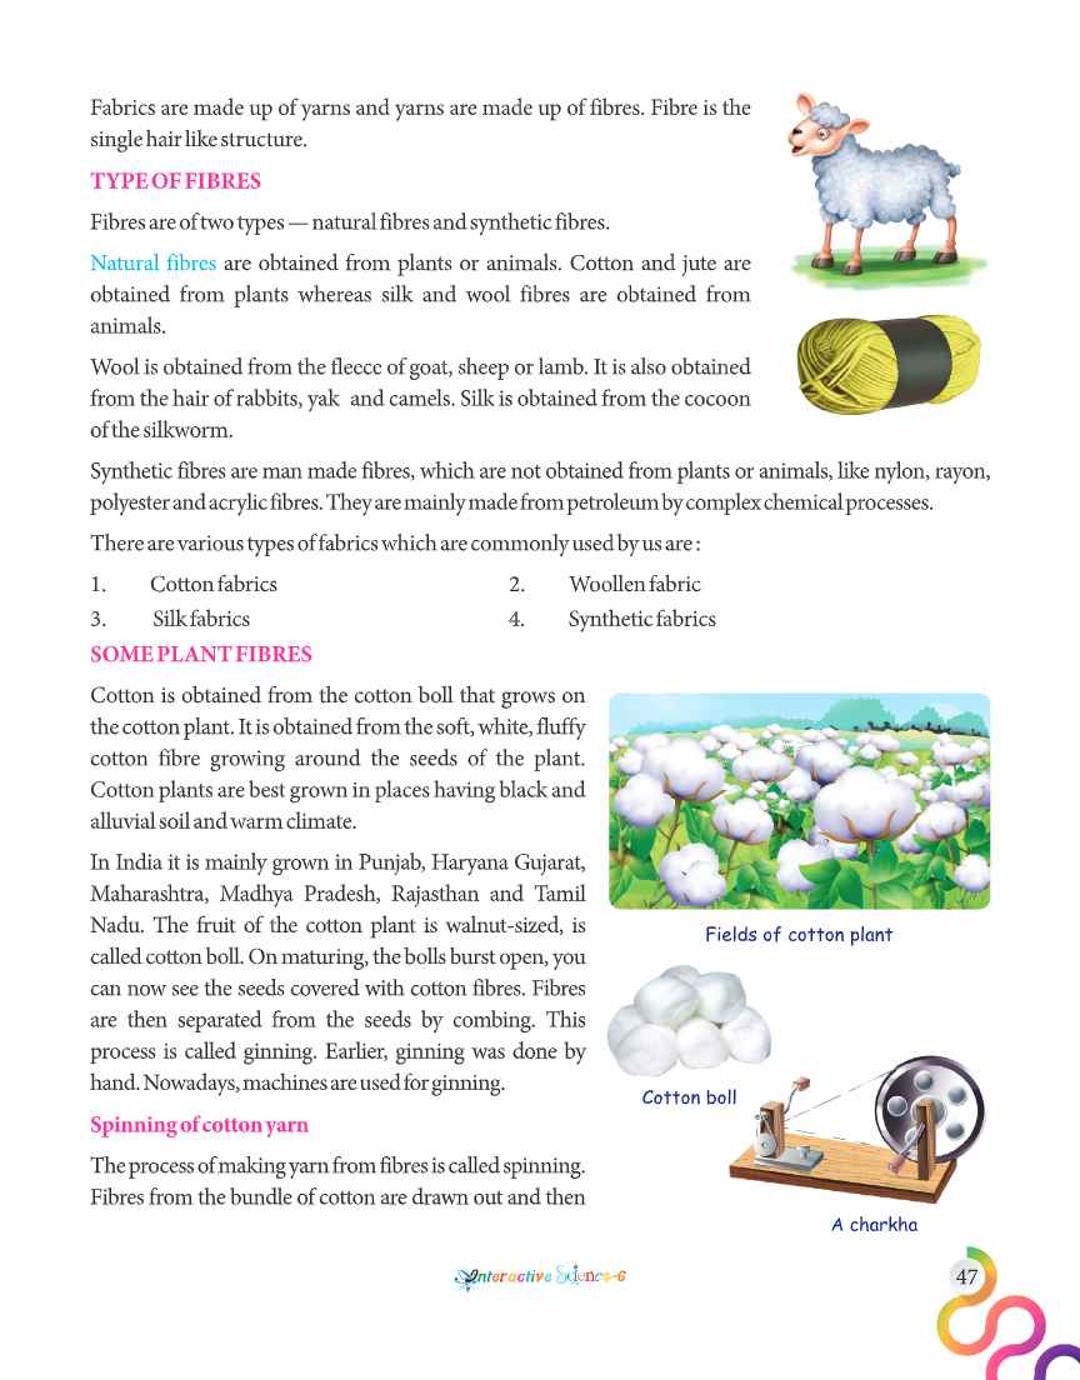 Fabrics are made up of yarns and yarns are made up of fibres. Fibre is the
single hair like structure.
TYPE OF FIBRES
Fibres are of two types — natural fibres and synthetic fibres.
Natural fibres are obtained from plants or animals. Cotton and jute are
obtained from plants whereas silk and wool fibres are obtained from
animals.
Wool is obtained from the fleecc of goat, sheep or lamb. It is also obtained
from the hair of rabbits, yak and camels. Silk is obtained from the cocoon
of the silkworm.
Synthetic fibres are man made fibres, which are not obtained from plants or animals, like nylon, rayon,
polyester and acrylic fibres. They are mainly made from petroleum by complex chemical processes.
There are various types of fabrics which are commonly used by us are :
1. Cotton fabrics 2. Woollen fabric
3. Silk fabrics 4. Synthetic fabrics
SOME PLANT FIBRES
Cotton is obtained from the cotton boll that grows on
the cotton plant. It is obtained from the soft, white, fluffy
cotton fibre growing around the seeds of the plant.
Cotton plants are best grown in places having black and
alluvial soil and warm climate.
In India it is mainly grown in Punjab, Haryana Gujarat,
Maharashtra, Madhya Pradesh, Rajasthan and Tamil
Nadu. The fruit of the cotton plant is walnut-sized, is
called cotton boll. On maturing, the bolls burst open, you
can now see the seeds covered with cotton fibres. Fibres
are then separated from the seeds by combing. This
process is called ginning. Earlier, ginning was done by
hand. Nowadays, machines are used for ginning.
Spinning of cotton yarn
The process of making yarn from fibres is called spinning.
Fibres from the bundle of cotton are drawn out and then
Fields of cotton plant
Cotton boll
A charkha
Interactive Science-6
47